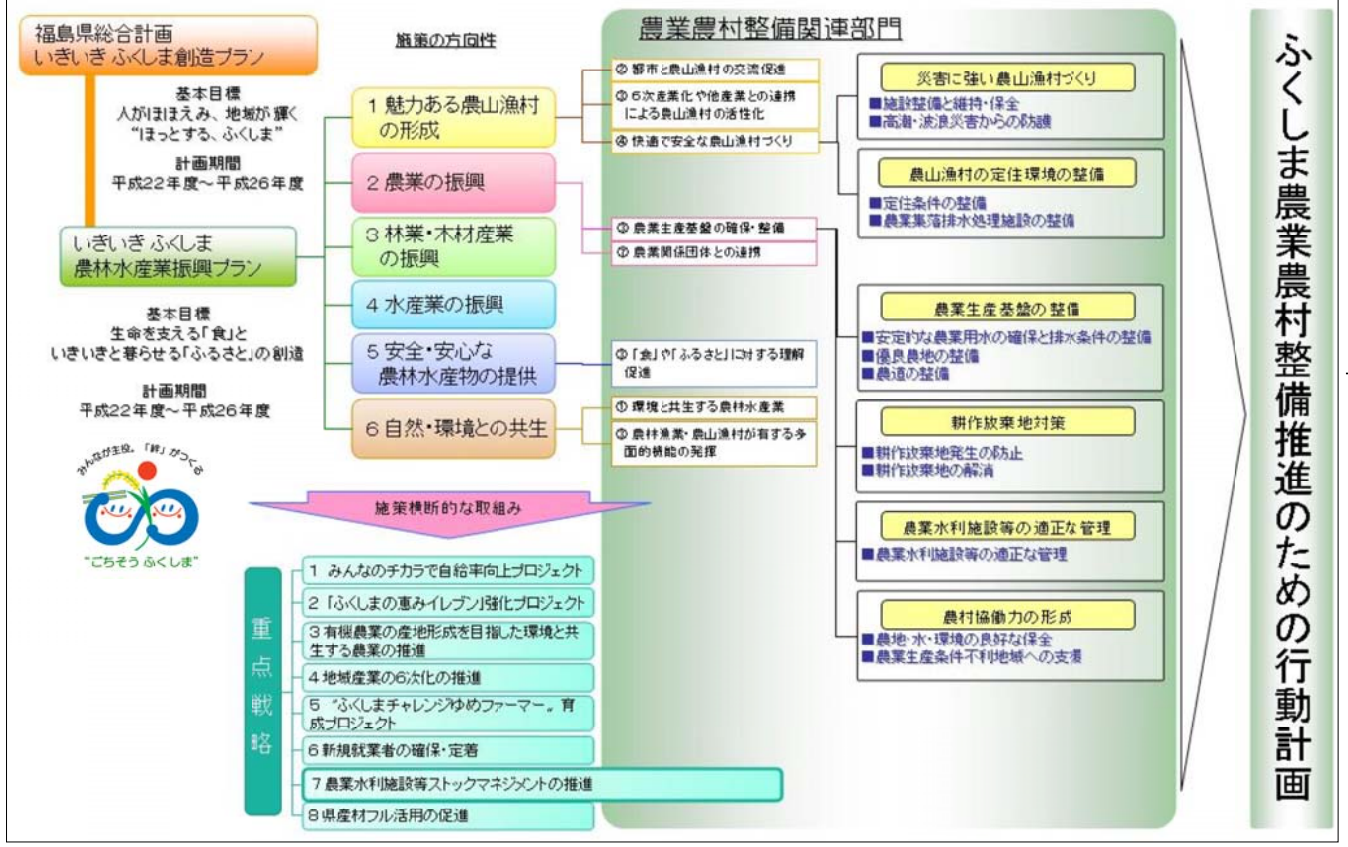 福島県総合計画
いきいき ふくしま創造プラン
基本目標
人がほほえみ、地域が輝く
“ほっとする、ふくしま”
計画期間
平成22年度～平成26年度
いきいき ふくしま
農林水産業振興プラン
基本目標
生命を支える「食」と
いきいきと暮らせる「ふるさと」の創造
計画期間
平成22年度～平成26年度
みんなが主役。「絆」がつくる
“ごちそう ふくしま”
施策の方向性
1 魅力ある農山漁村
の形成
2 農業の振興
3 林業・木材産業
の振興
4 水産業の振興
5 安全・安心な
農林水産物の提供
6 自然・環境との共生
農業農村整備関連部門
② 都市と農山漁村の交流促進
③ 6次産業化や他産業との連携
による農山漁村の活性化
④ 快適で安全な農山漁村づくり
農業生産基盤の確保・整備
農業関係団体との連携
「食」や「ふるさと」に対する理解
促進
① 環境と共生する農林水産業
農林漁業・農山漁村が有する多
面的機能の発揮
災害に強い農山漁村づくり
■施設整備と維持・保全
■高潮・波浪災害からの防護
農山漁村の定住環境の整備
■定住条件の整備
■農業集落排水処理施設の整備
農業生産基盤の整備
■安定的な農業用水の確保と排水条件の整備
■優良農地の整備
■農道の整備
耕作放棄地対策
■耕作放棄地発生の防止
■耕作放棄地の解消
農業水利施設等の適正な管理
■農業水利施設等の適正な管理
農村協働力の形成
■農地・水・環境の良好な保全
■農業生産条件不利地域への支援
施策横断的な取組み
重点戦略
1 みんなのチカラで自給率向上プロジェクト
2 「ふくしまの恵みイレブン」強化プロジェクト
3 有機農業の産地形成を目指した環境と共
生する農業の推進
4 地域産業の6次化の推進
5 “ふくしまチャレンジゆめファーマー„育
成プロジェクト
6 新規就業者の確保・定着
7 農業水利施設等ストックマネジメントの推進
8 県産材フル活用の促進
ふくしま農業農村整備推進のための行動計画